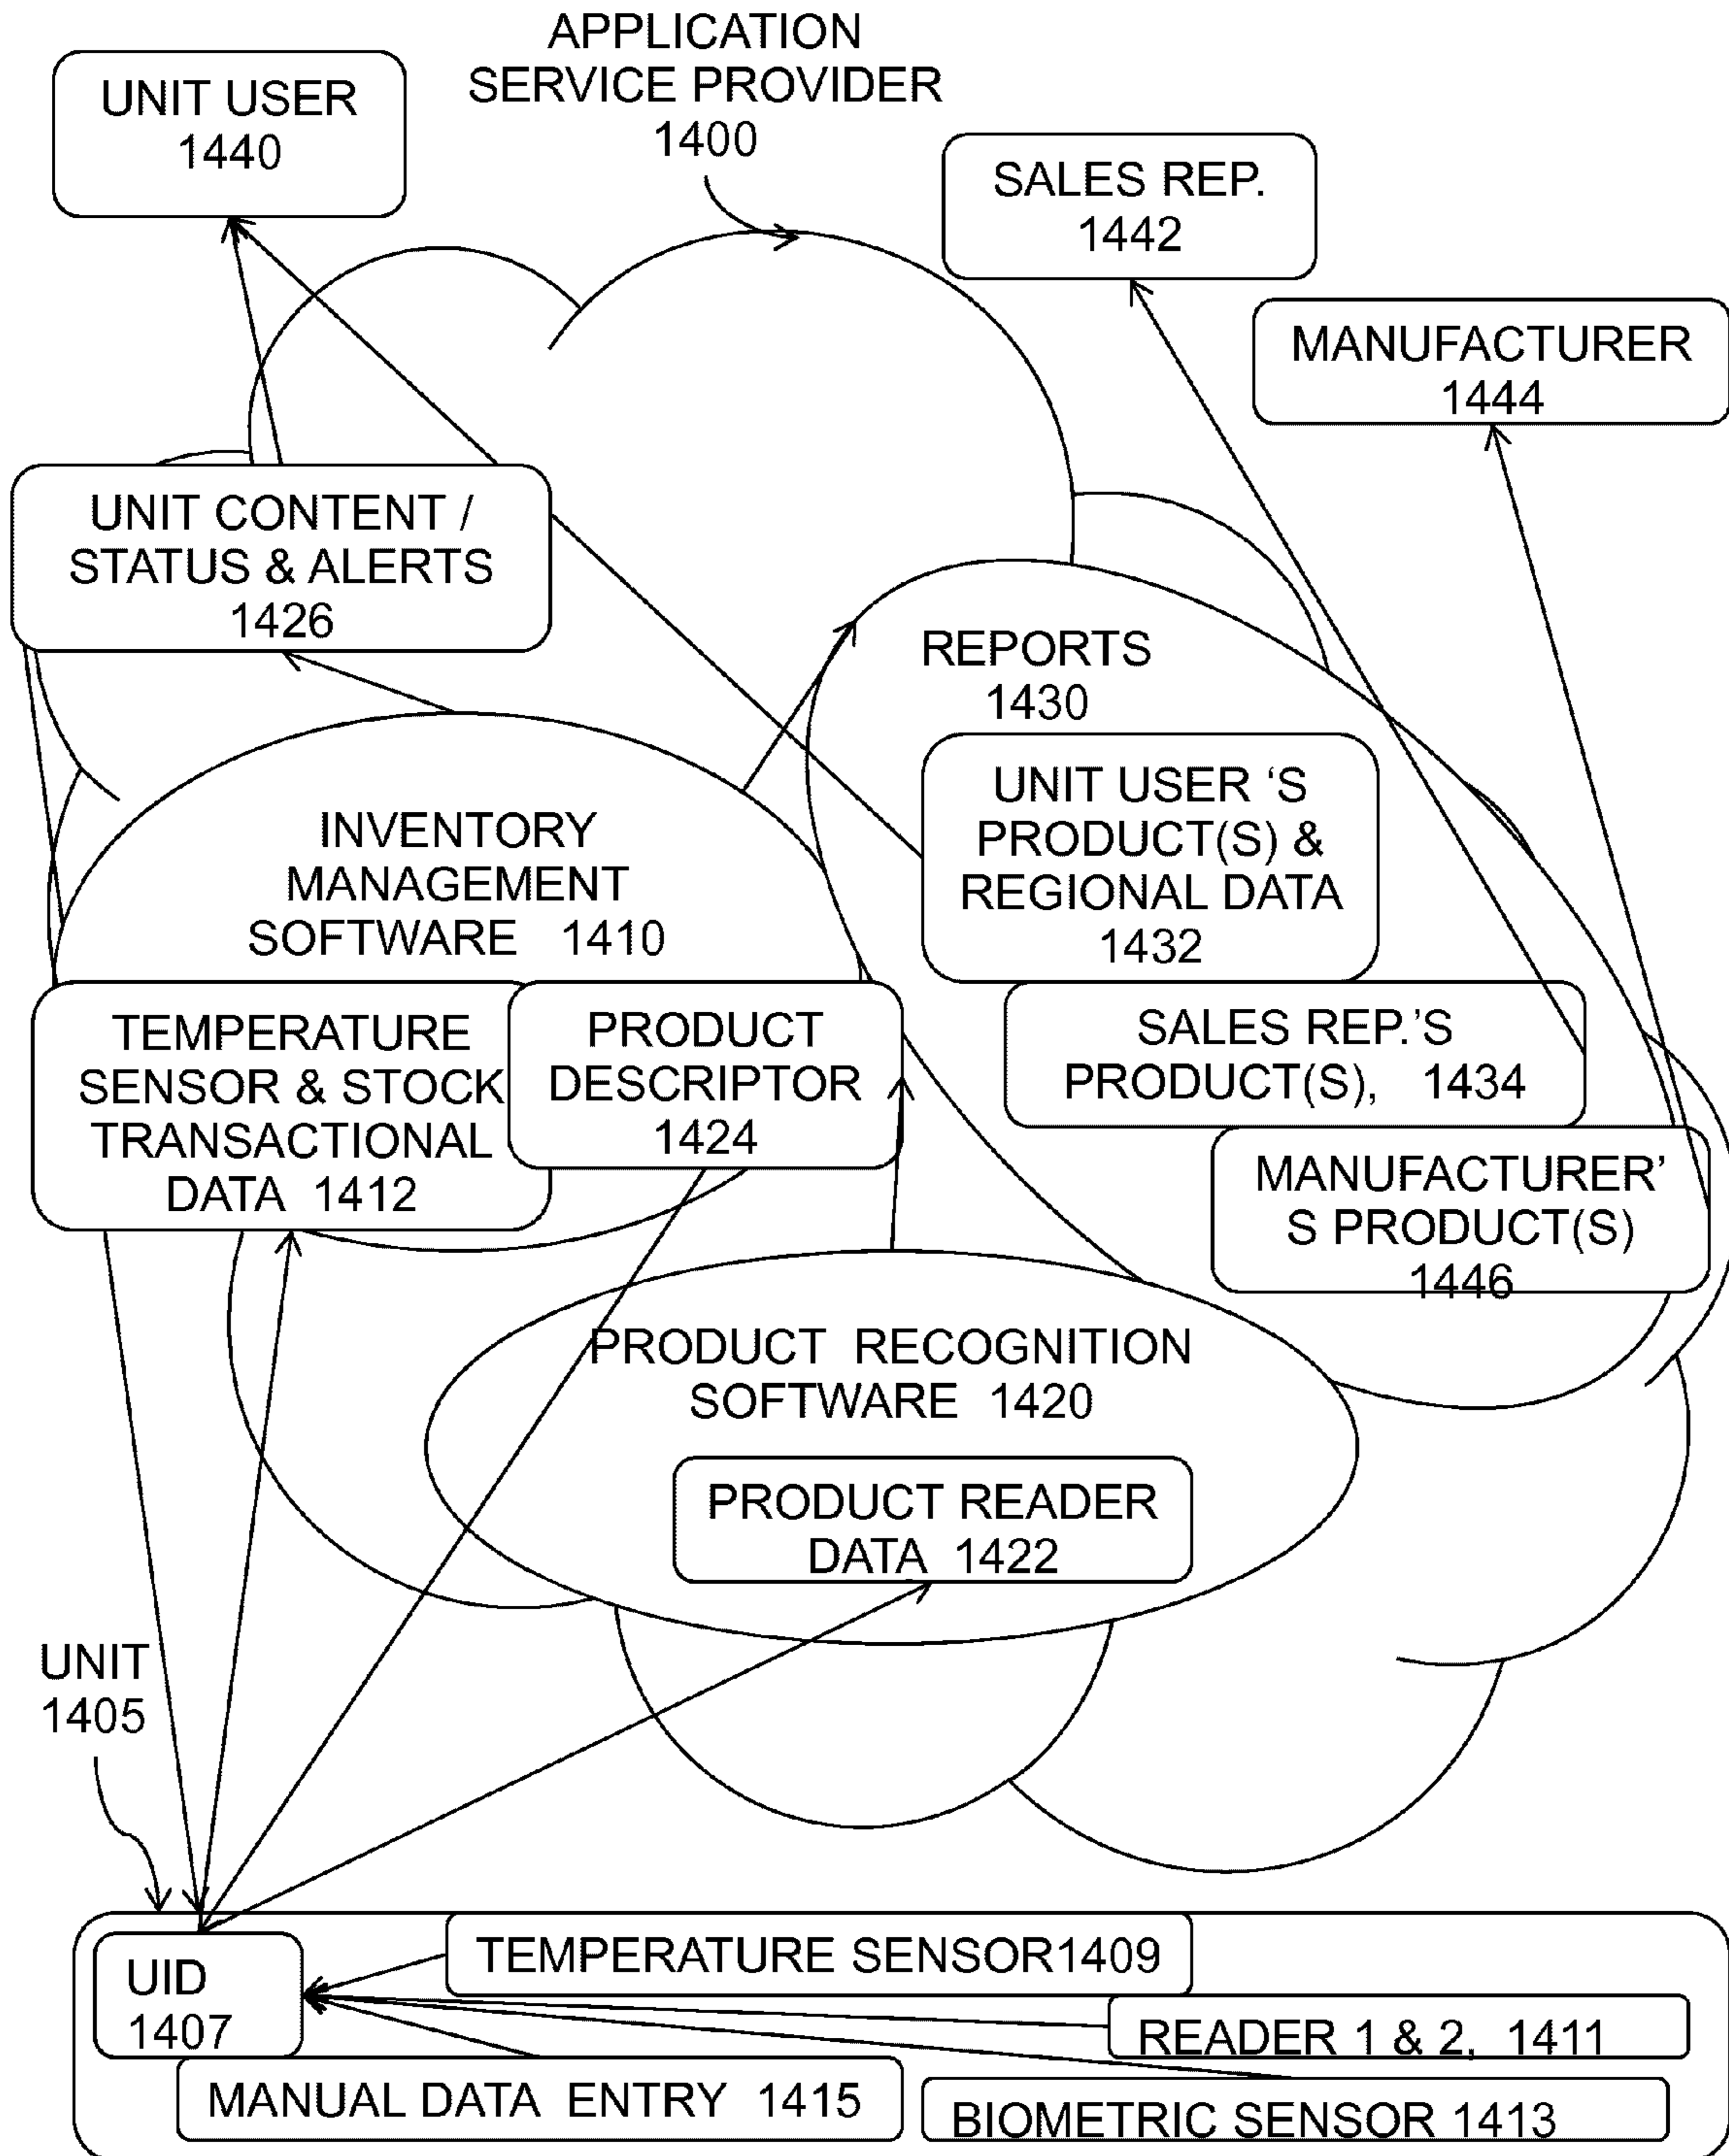 APPLICATION
SERVICE PROVIDER
1400
UNIT USER
1440
SALES REP.
1442
MANUFACTURER
1444
UNIT CONTENT /
STATUS & ALERTS
1426
REPORTS
1430
UNIT USER ‘S
PRODUCT(S) &
REGIONAL DATA
1432
INVENTORY
MANAGEMENT
SOFTWARE 1410
TEMPERATURE
SENSOR & STOCK
TRANSACTIONAL
DATA 1412
PRODUCT
DESCRIPTOR
1424
SALES REP.’S
PRODUCT(S), 1434
MANUFACTURER’
S PRODUCT(S)
1446
PRODUCT RECOGNITION
SOFTWARE 1420
PRODUCT READER
DATA 1422
UNIT
1405
UID
1407
TEMPERATURE SENSOR1409
READER 1 & 2, 1411
MANUAL DATA ENTRY 1415
BIOMETRIC SENSOR 1413